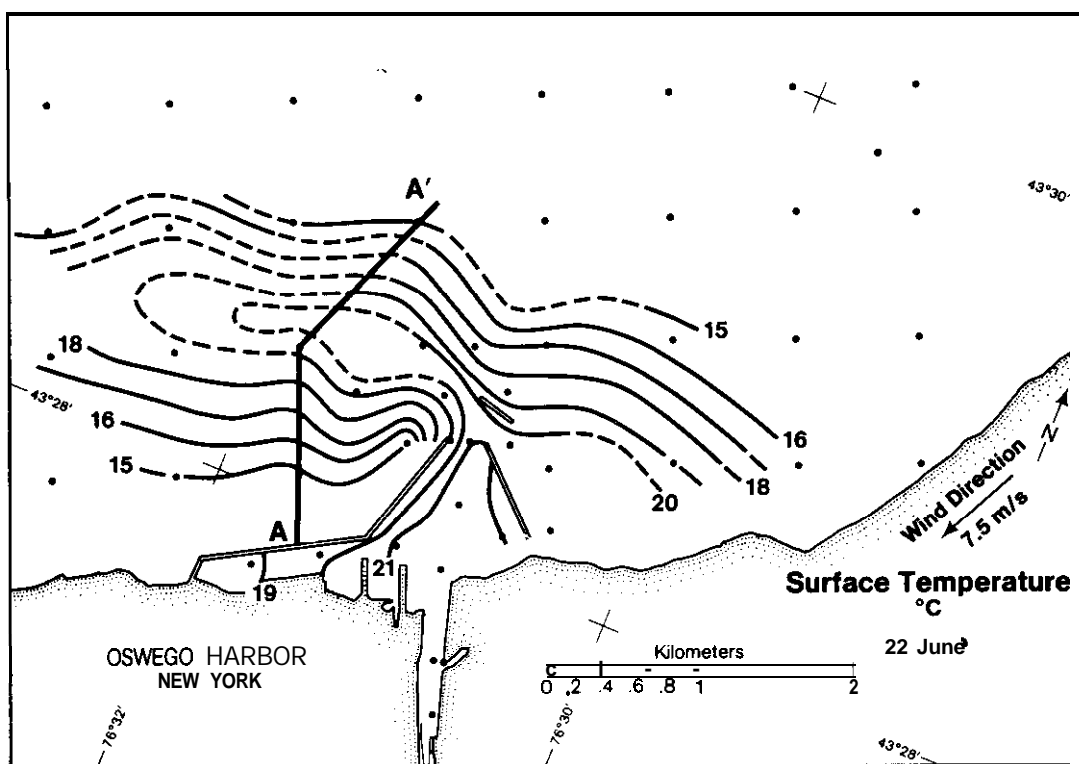 A'
43°30'
15
18
43°28'
16
16
15
18
20
A
21
19
N
Wind Direction
7.5 m/s
Surface Temperature
°C
22 June
OSWEGO HARBOR
NEW YORK
Kilometers
0 .2 .4 .6 .8 1 2
76°32'
76°30'
43°28'